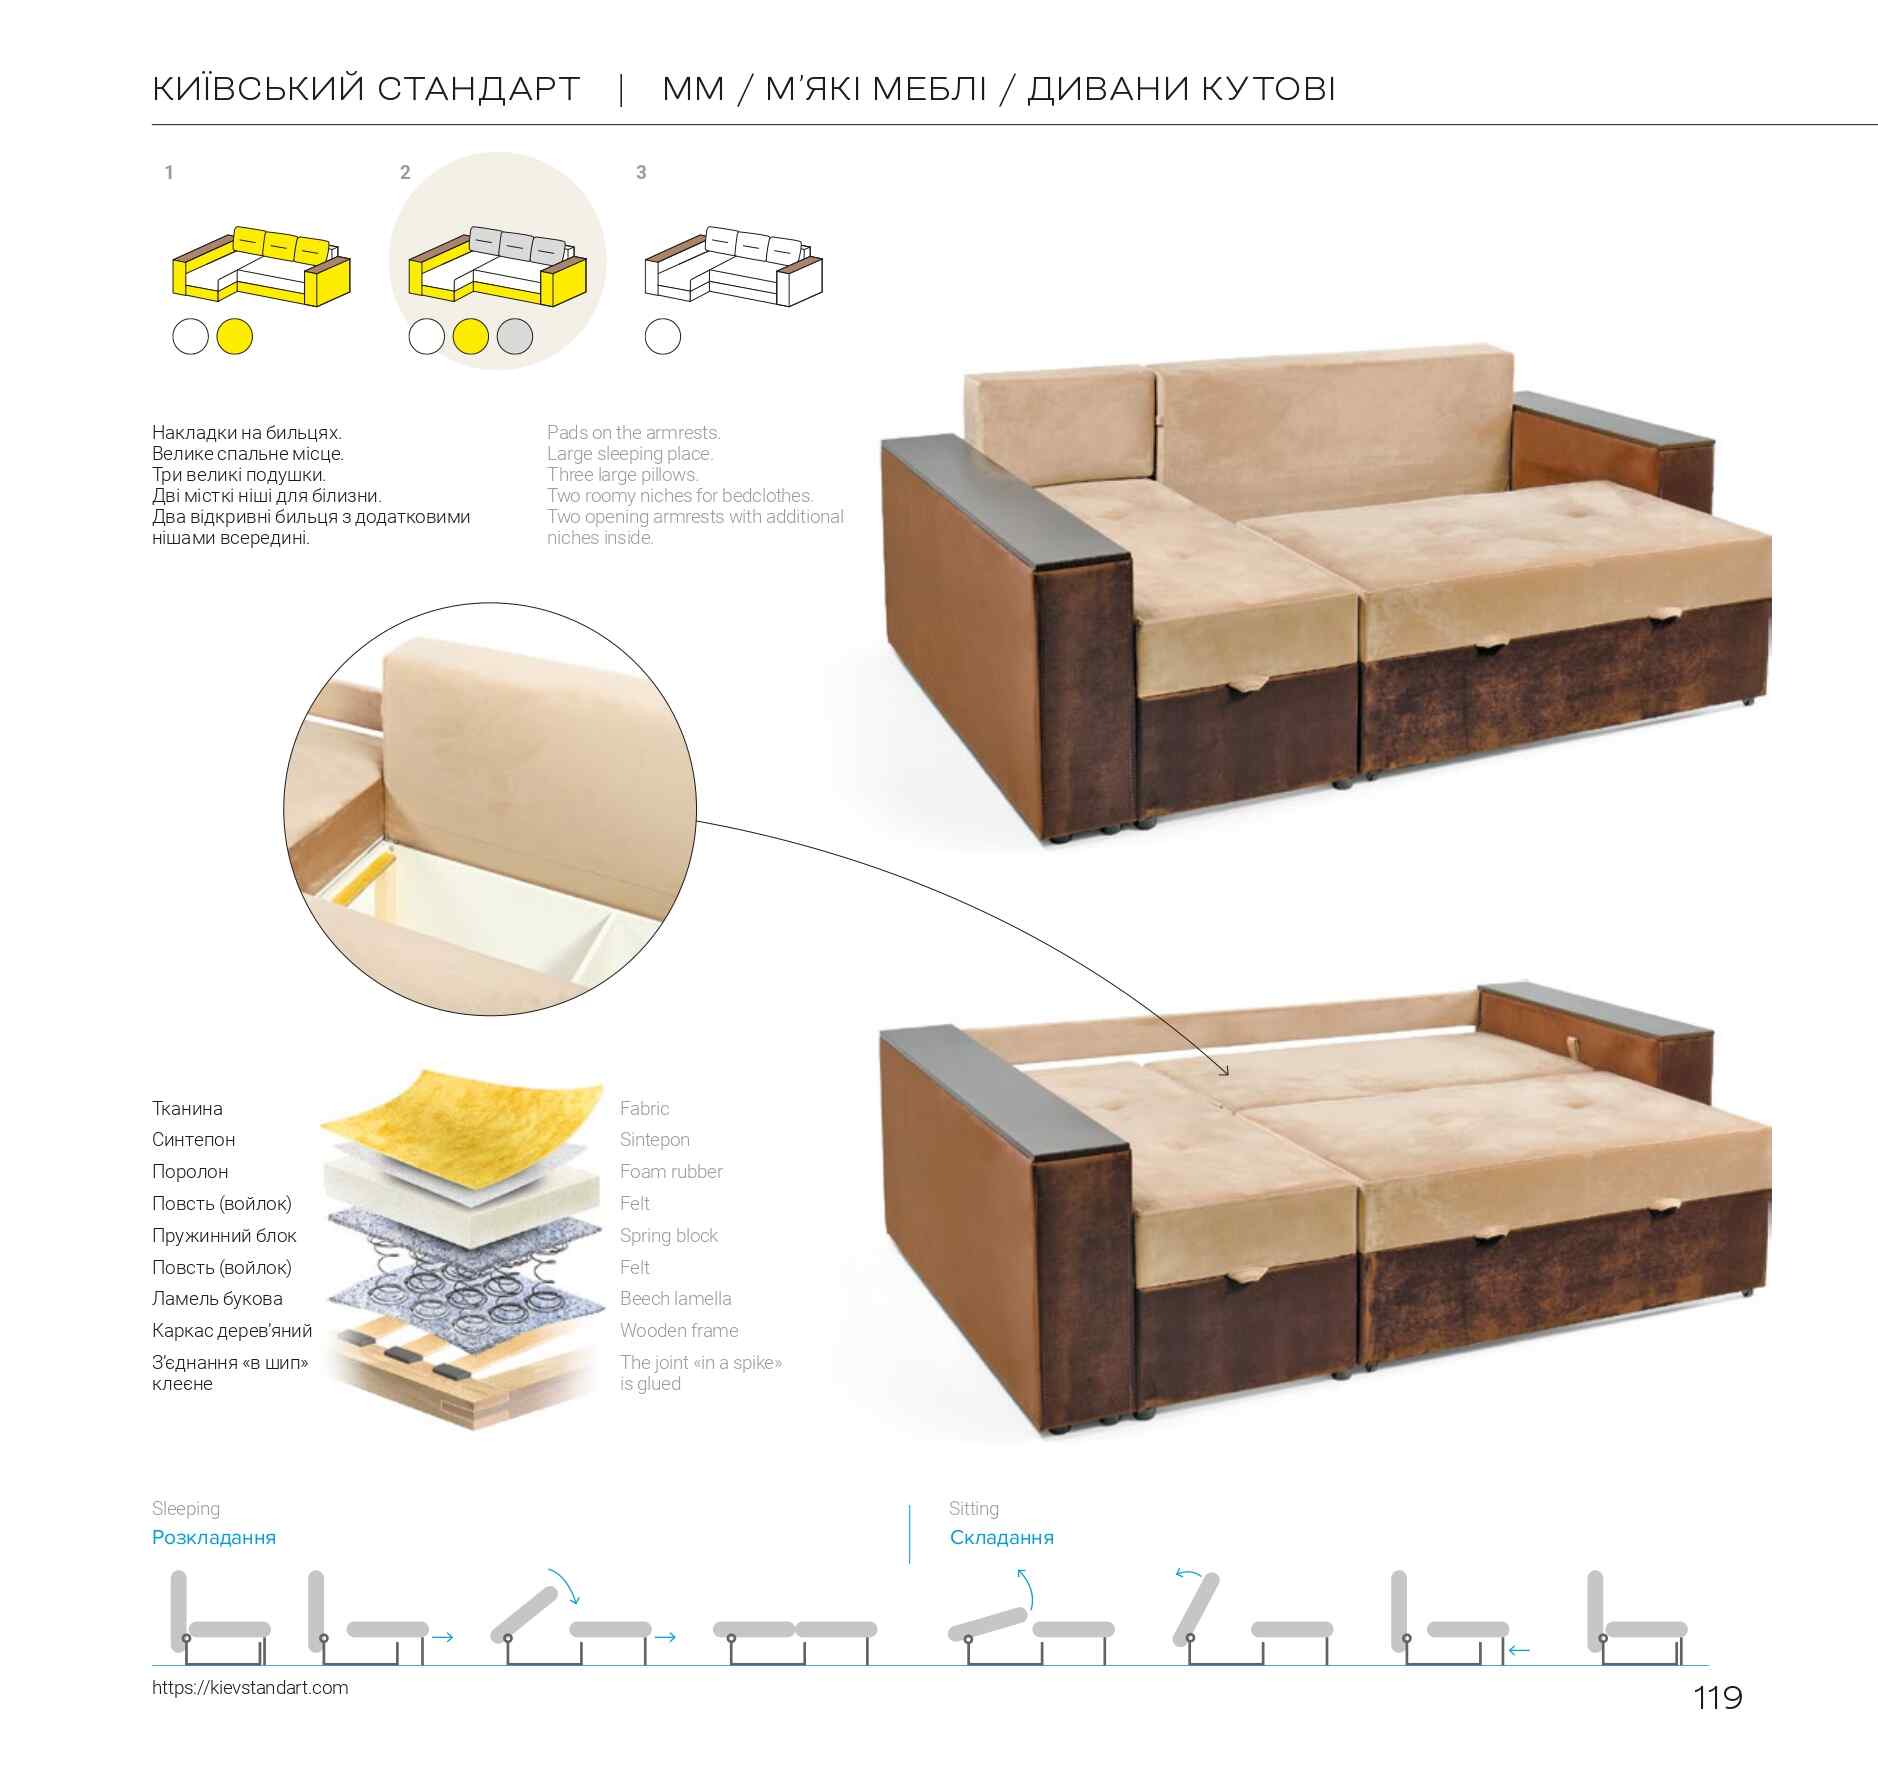 КИЇВСЬКИЙ СТАНДАРТ | ММ / М’ЯКІ МЕБЛІ / ДИВАНИ КУТОВІ
1
2
3
Накладки на бильцях.
Велике спальне місце.
Три великі подушки.
Дві місткі ніші для білизни.
Два відкривні бильця з додатковими
нішами всередині.
Pads on the armrests.
Large sleeping place.
Three large pillows.
Two roomy niches for bedclothes.
Two opening armrests with additional
niches inside.
Тканина
Синтепон
Поролон
Повсть (войлок)
Пружинний блок
Повсть (войлок)
Ламель букова
Каркас дерев’яний
З’єднання «в шип»
клеєне
Fabric
Sintepon
Foam rubber
Felt
Spring block
Felt
Beech lamella
Wooden frame
The joint «in a spike»
is glued
Sleeping
Розкладання
Sitting
Складання
https://kievstandart.com
119